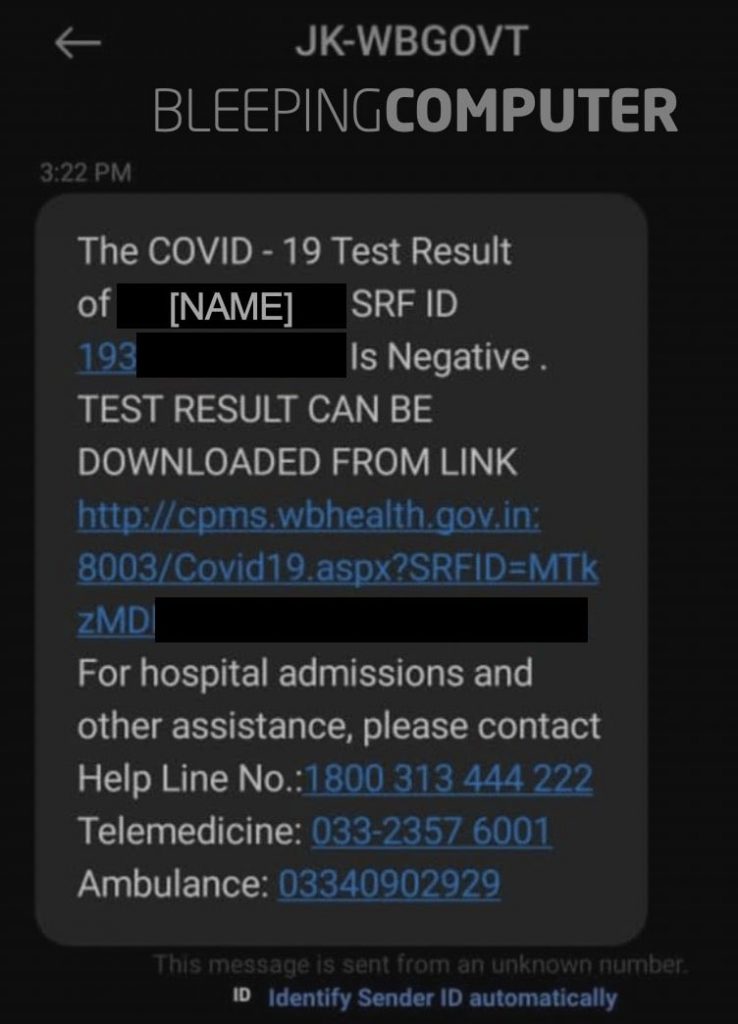 JK-WBGOVT
BLEEPINGCOMPUTER
3:22 PM
The COVID - 19 Test Result
of [NAME] SRF ID
193 Is Negative .
TEST RESULT CAN BE
DOWNLOADED FROM LINK
http://cpms.wbhealth.gov.in:
8003/Covid19.aspx?SRFID=MTk
zMD
For hospital admissions and
other assistance, please contact
Help Line No.:1800 313 444 222
Telemedicine: 033-2357 6001
Ambulance: 03340902929
This message is sent from an unknown number.
ID Identify Sender ID automatically